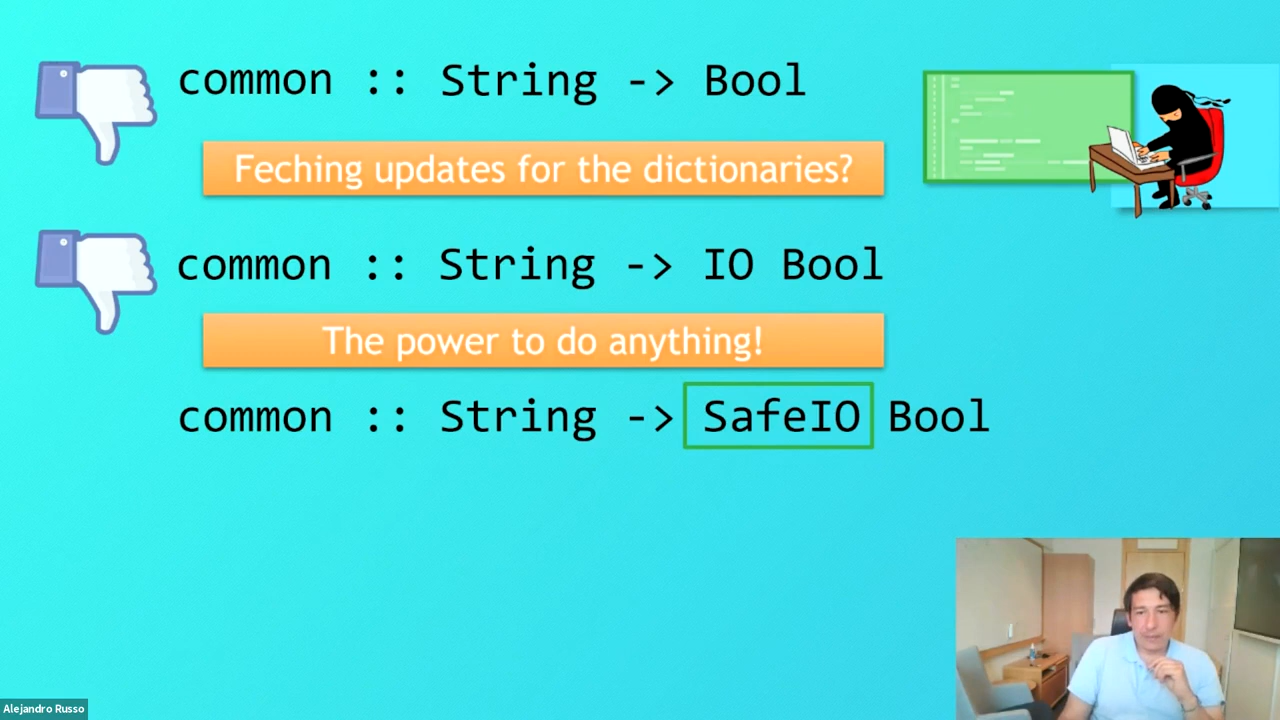 common :: String -> Bool
Feching updates for the dictionaries?
common :: String -> IO Bool
The power to do anything!
common :: String -> SafeIO Bool
Alejandro Russo